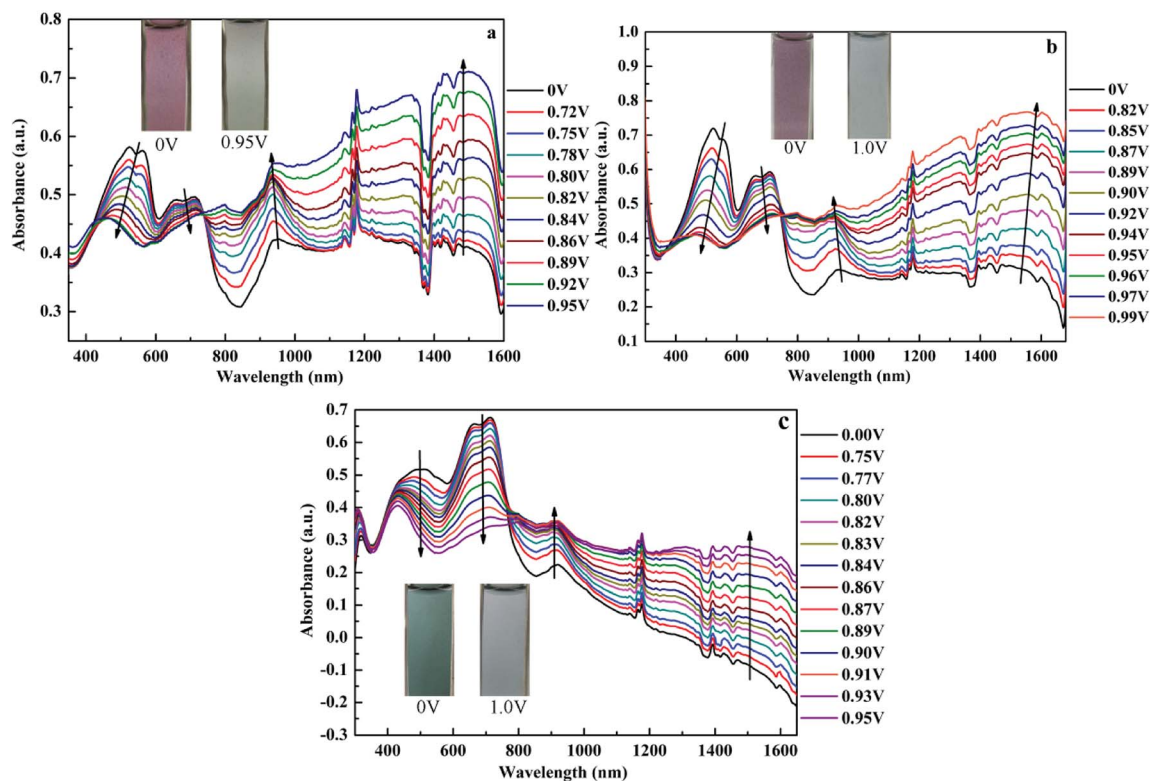 0.8
0.7
0.6
0.5
0.4
0.3
Absorbance (a.u.)
a
0V
0.95V
400
600
800
1000
1200
1400
1600
Wavelength (nm)
0V
0.72V
0.75V
0.78V
0.80V
0.82V
0.84V
0.86V
0.89V
0.92V
0.95V
1.0
0.9
0.8
0.7
0.6
0.5
0.4
0.3
0.2
0.1
Absorbance (a.u.)
b
0V
1.0V
400
600
800
1000
1200
1400
1600
Wavelength (nm)
0V
0.82V
0.85V
0.87V
0.89V
0.90V
0.92V
0.94V
0.95V
0.96V
0.97V
0.99V
0.7
0.6
0.5
0.4
0.3
0.2
0.1
0.0
-0.1
-0.2
-0.3
Absorbance (a.u.)
c
0V
1.0V
400
600
800
1000
1200
1400
1600
Wavelength (nm)
0.00V
0.75V
0.77V
0.80V
0.82V
0.83V
0.84V
0.86V
0.87V
0.89V
0.90V
0.91V
0.93V
0.95V